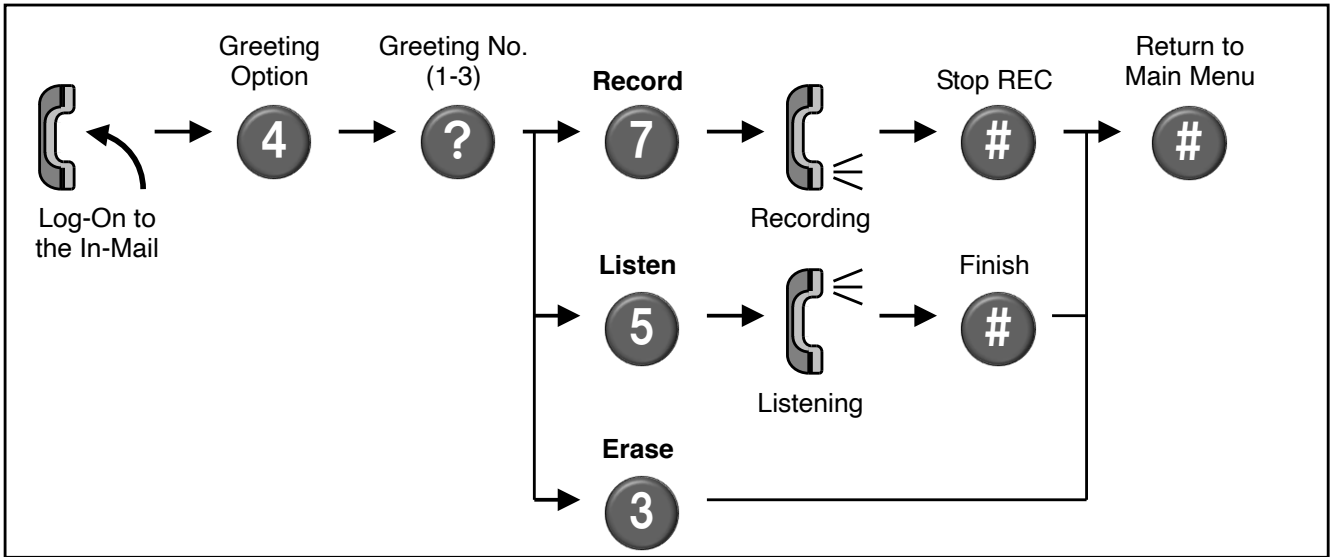 Greeting
Option
4
Greeting No.
(1-3)
?
Record
7
Recording
Stop REC
#
Return to
Main Menu
#
Log-On to
the In-Mail
Listen
5
Listening
Finish
#
Erase
3